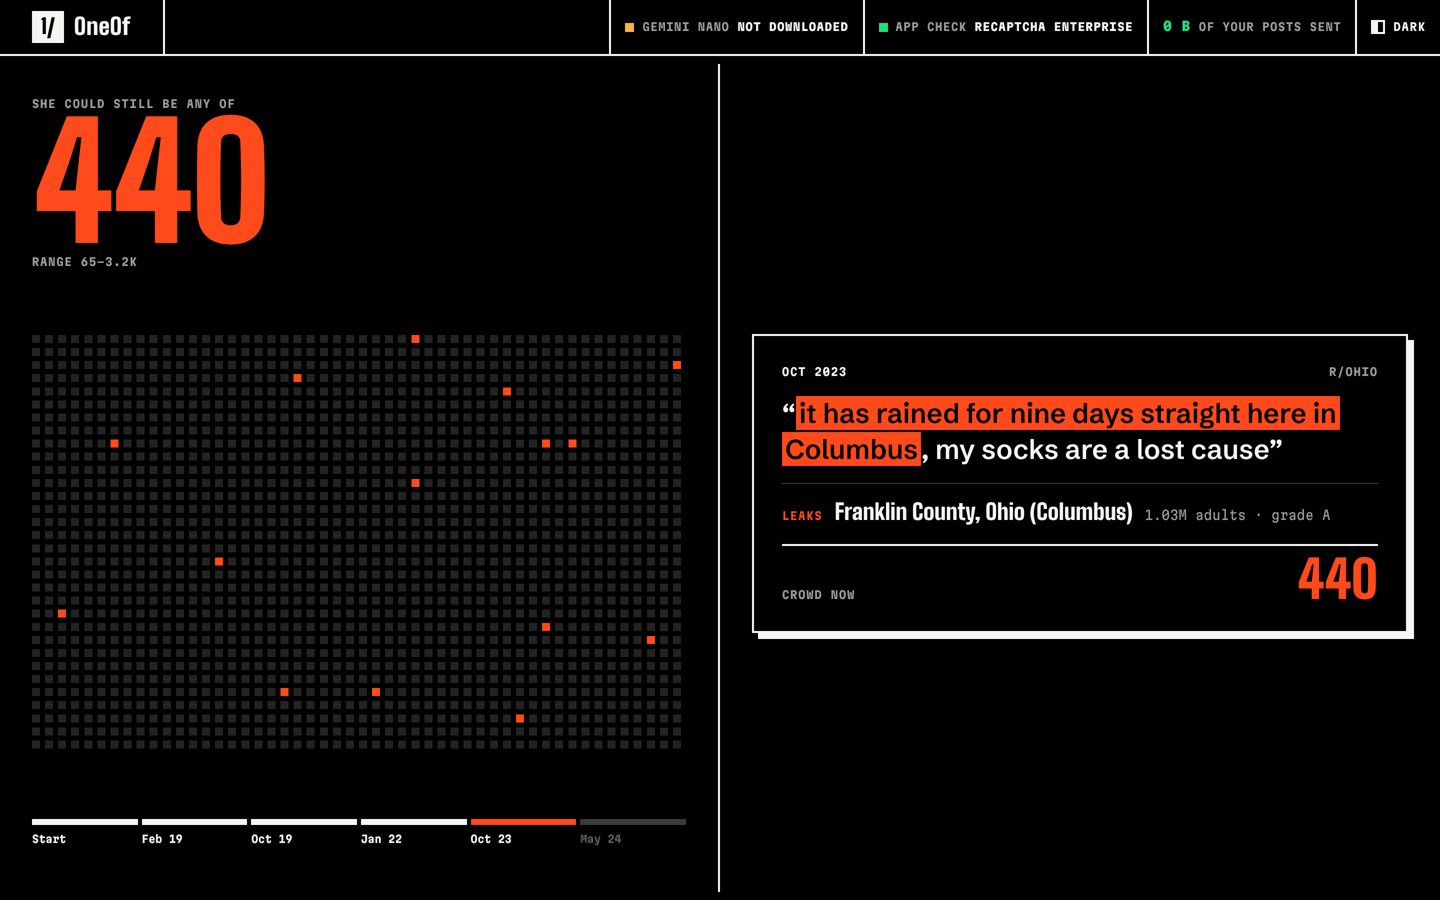 1/ OneOf
GEMINI NANO NOT DOWNLOADED
APP CHECK RECAPTCHA ENTERPRISE
0 B OF YOUR POSTS SENT
DARK
SHE COULD STILL BE ANY OF
440
RANGE 65–3.2K
Start
Feb 19
Oct 19
Jan 22
Oct 23
May 24
OCT 2023
R/OHIO
“it has rained for nine days straight here in
Columbus, my socks are a lost cause”
LEAKS Franklin County, Ohio (Columbus) 1.03M adults · grade A
CROWD NOW
440